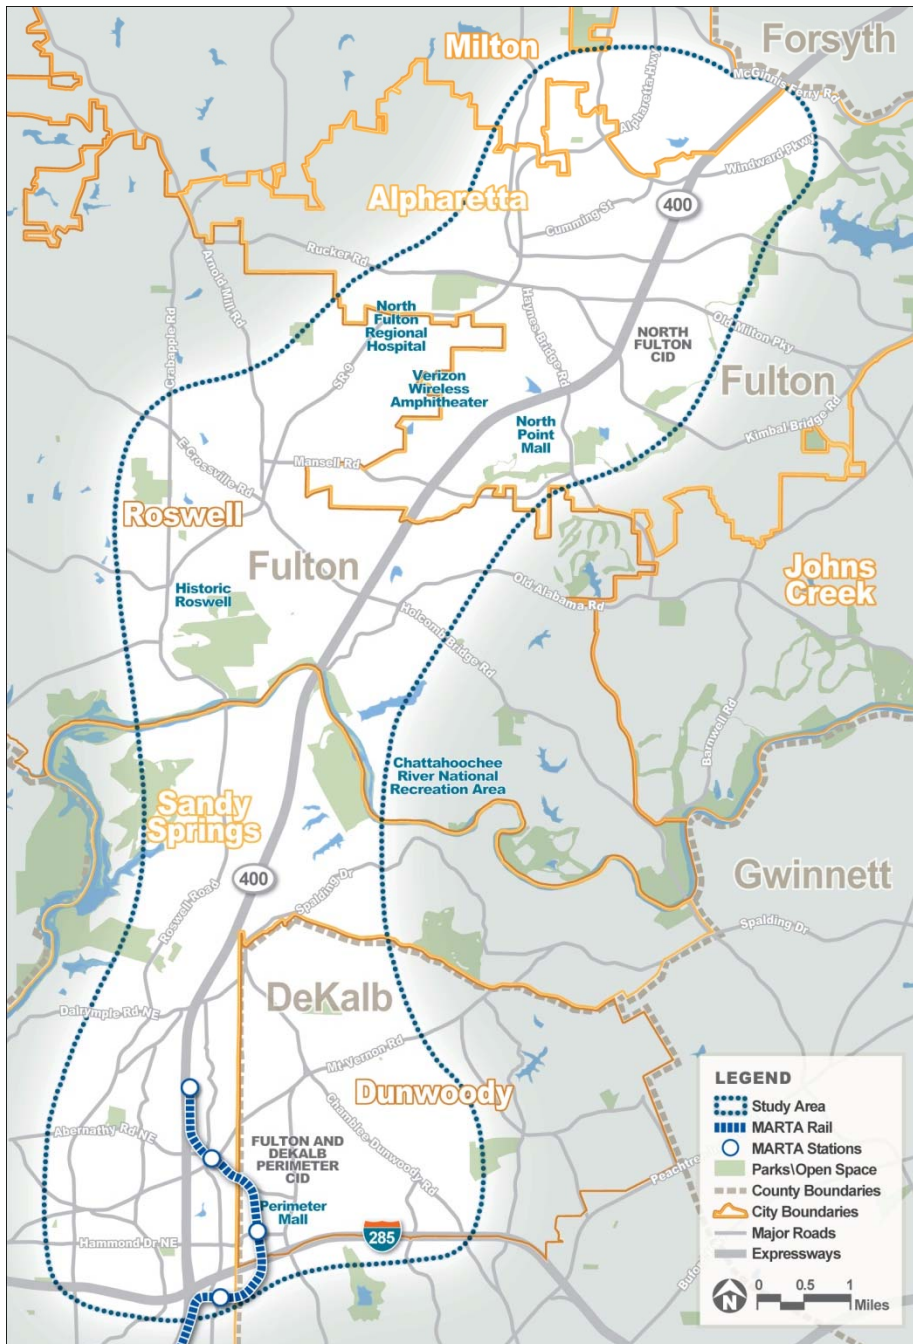 Milton
Forsyth
McGinnis Ferry Rd
Alpharetta Hwy
Windward Pkwy
Alpharetta
400
Cumming St
Rucker Rd
Arnold Mill Rd
Crabapple Rd
North
Fulton
Regional
Hospital
S.R-9
Haynes Bridge Rd
NORTH
FULTON
CID
Old Milton Pky
Verizon
Wireless
Amphitheater
Fulton
Kimbal Bridge Rd
North
Point
Mall
E Crossville Rd
Mansell Rd
Roswell
Fulton
Johns
Creek
Historic
Roswell
Old Alabama Rd
Holcomb Bridge Rd
Barnwell Rd
Chattahoochee
River National
Recreation Area
Sandy
Springs
Gwinnett
400
Roswell Road
Spalding Dr
Spalding Dr
DeKalb
Dalrymple Rd NE
Mt Vernon Rd
Dunwoody
Chamblee-Dunwoody Rd
Abernathy Rd NE
FULTON AND
DEKALB
PERIMETER
CID
Perimeter
Mall
Hammond Dr NE
285
LEGEND
Study Area
MARTA Rail
MARTA Stations
Parks\Open Space
County Boundaries
City Boundaries
Major Roads
Expressways
N
0 0.5 1
Miles